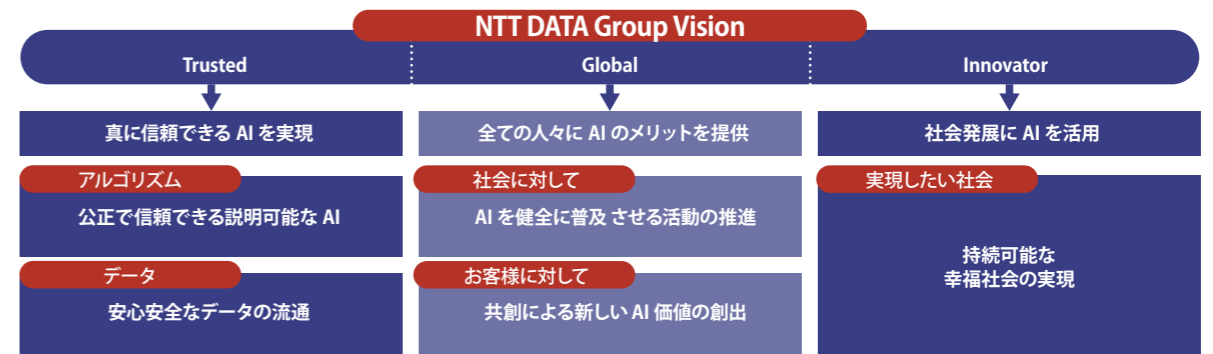 NTT DATA Group Vision
Trusted
Global
Innovator
真に信頼できる AI を実現
全ての人々に AI のメリットを提供
社会発展に AI を活用
アルゴリズム
公正で信頼できる説明可能な AI
社会に対して
AI を健全に普及 させる活動の推進
実現したい社会
持続可能な
幸福社会の実現
データ
安心安全なデータの流通
お客様に対して
共創による新しい AI 価値の創出